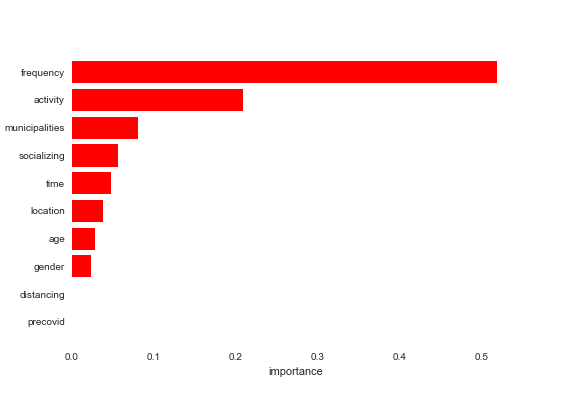 frequency
activity
municipalities
socializing
time
location
age
gender
distancing
precovid
0.0 0.1 0.2 0.3 0.4 0.5
importance